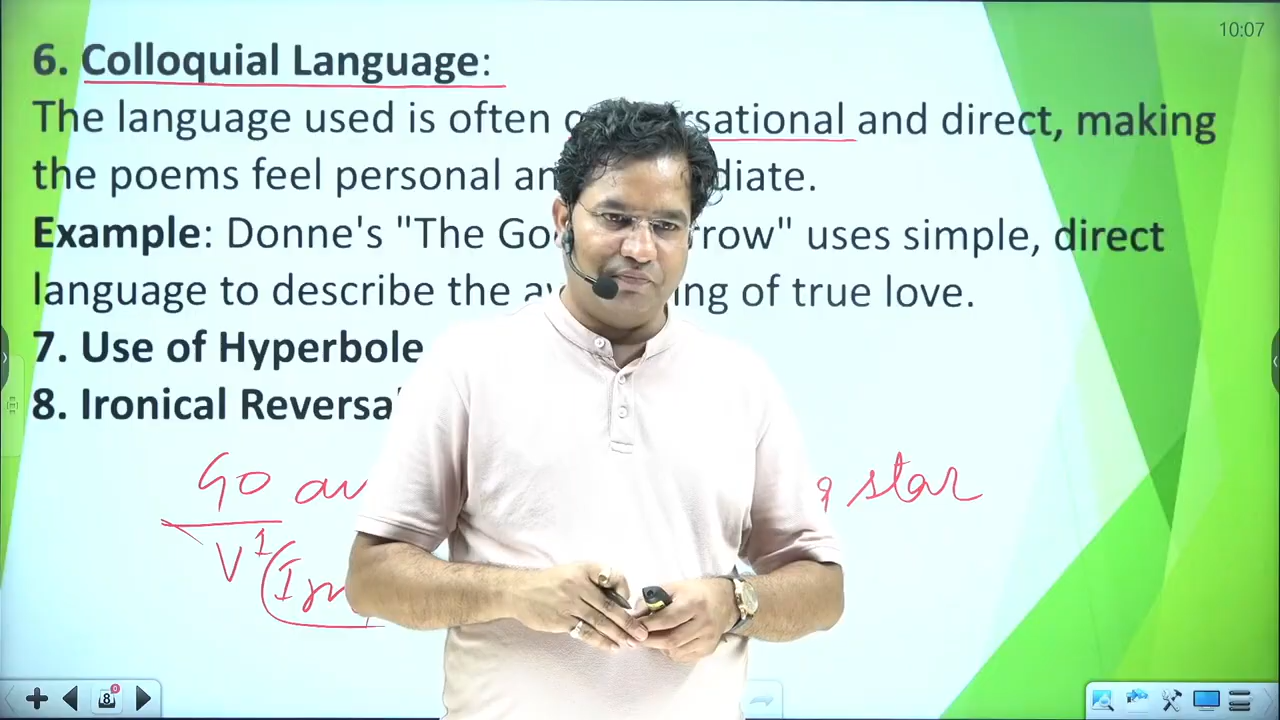 10:07
6. Colloquial Language:
The language used is often sational and direct, making
the poems feel personal an diate.
Example: Donne's "The Go rrow" uses simple, direct
language to describe the aw ing of true love.
7. Use of Hyperbole
8. Ironical Reversa
Go star
V1
8